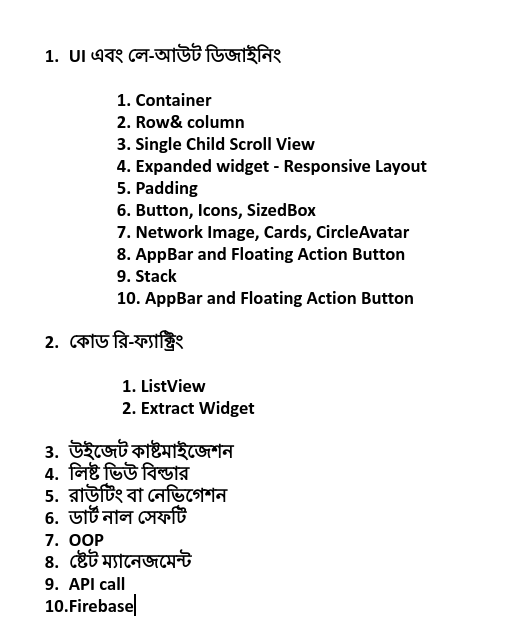 1. UI এবং লে-আউট ডিজাইনিং
1. Container
2. Row& column
3. Single Child Scroll View
4. Expanded widget - Responsive Layout
5. Padding
6. Button, Icons, SizedBox
7. Network Image, Cards, CircleAvatar
8. AppBar and Floating Action Button
9. Stack
10. AppBar and Floating Action Button
2. কোড রি-ফ্যাক্ট্রিং
1. ListView
2. Extract Widget
3. উইজেট কাষ্টমাইজেশন
4. লিষ্ট ভিউ বিল্ডার
5. রাউটিং বা নেভিগেশন
6. ডার্ট নাল সেফটি
7. OOP
8. ষ্টেট ম্যানেজমেন্ট
9. API call
10.Firebase